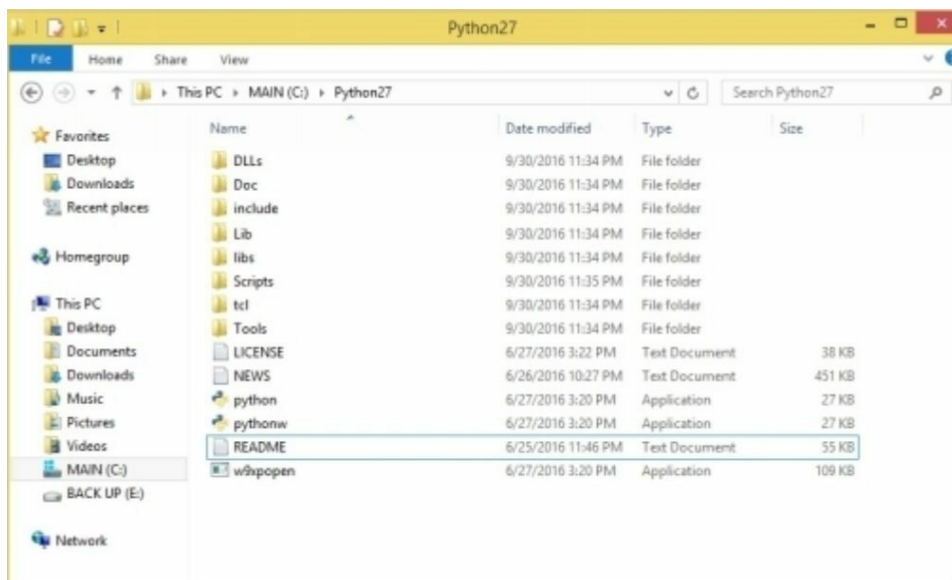 Python27
File Home Share View
This PC MAIN (C:) Python27 Search Python27
Name Date modified Type Size
Favorites
Desktop
Downloads
Recent places
Homegroup
This PC
Desktop
Documents
Downloads
Music
Pictures
Videos
MAIN (C:)
BACK UP (E:)
Network
DLLs 9/30/2016 11:34 PM File folder
Doc 9/30/2016 11:34 PM File folder
include 9/30/2016 11:34 PM File folder
Lib 9/30/2016 11:34 PM File folder
libs 9/30/2016 11:34 PM File folder
Scripts 9/30/2016 11:35 PM File folder
tcl 9/30/2016 11:34 PM File folder
Tools 9/30/2016 11:34 PM File folder
LICENSE 6/27/2016 3:22 PM Text Document 38 KB
NEWS 6/26/2016 10:27 PM Text Document 451 KB
python 6/27/2016 3:20 PM Application 27 KB
pythonw 6/27/2016 3:20 PM Application 27 KB
README 6/25/2016 11:46 PM Text Document 55 KB
w9xpopen 6/27/2016 3:20 PM Application 109 KB